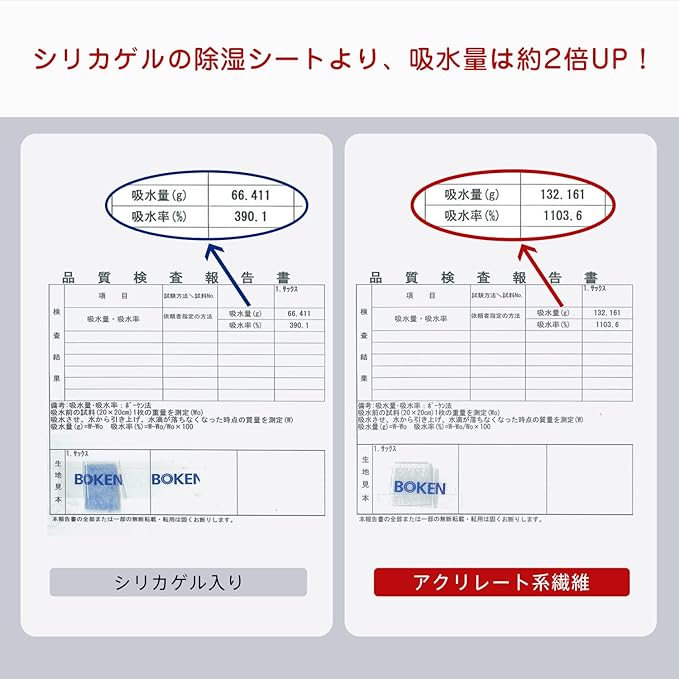 シリカゲルの除湿シートより、吸水量は約2倍UP！
吸水量(g) 66.411
吸水率(%) 390.1
品質検査報告書
項 目 試験方法＼試料No. 1.サックス
検査結果
吸水量・吸水率 依頼者指定の方法 吸水量(g) 66.411
吸水率(%) 390.1
備考:吸水量・吸水率：ボーケン法
吸水前の試料(20×20cm)1枚の重量を測定(Wo)
吸水させ、水から引き上げ、水滴が落ちなくなった時点の質量を測定(W)
吸水量(g)=W-Wo 吸水率(%)=W-Wo/Wo×100
生地見本
1.サックス
BOKEN
BOKEN
本報告書の全部または一部の無断転載・転用は固くお断りします。
シリカゲル入り
吸水量(g) 132.161
吸水率(%) 1103.6
品質検査報告書
項 目 試験方法＼試料No. 1.サックス
検査結果
吸水量・吸水率 依頼者指定の方法 吸水量(g) 132.161
吸水率(%) 1103.6
備考:吸水量・吸水率：ボーケン法
吸水前の試料(20×20cm)1枚の重量を測定(Wo)
吸水させ、水から引き上げ、水滴が落ちなくなった時点の質量を測定(W)
吸水量(g)=W-Wo 吸水率(%)=W-Wo/Wo×100
生地見本
1.サックス
BOKEN
本報告書の全部または一部の無断転載・転用は固くお断りします。
アクリレート系繊維